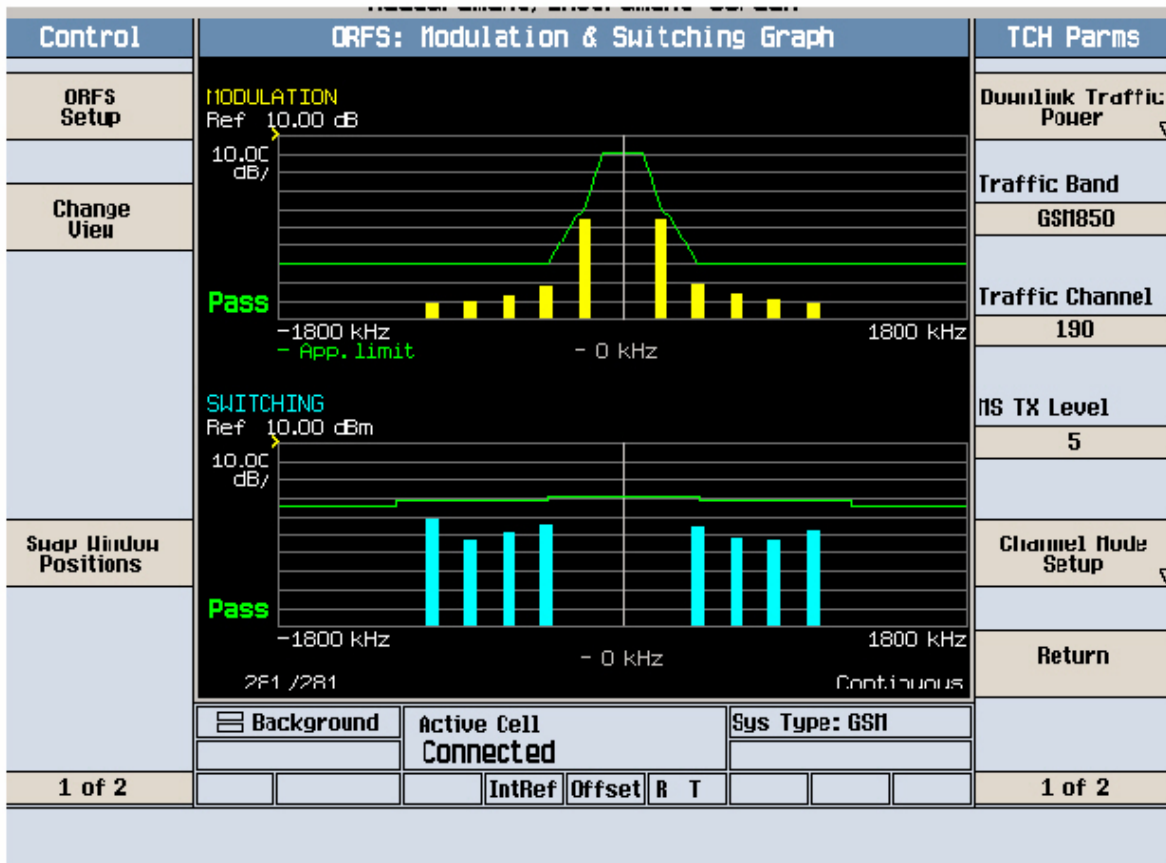 Control
ORFS: Modulation & Switching Graph
TCH Parms
ORFS
Setup
Change
View
Swap Window
Positions
1 of 2
MODULATION
Ref 10.00 dB
10.00
dB/
Pass
-1800 kHz
1800 kHz
- App. limit
- 0 kHz
SWITCHING
Ref 10.00 dBm
10.00
dB/
Pass
-1800 kHz
1800 kHz
- 0 kHz
281 /281
Continuous
Background
Active Cell
Connected
Sys Type: GSM
IntRef
Offset
R T
Downlink Traffic
Power
Traffic Band
GSM850
Traffic Channel
190
MS TX Level
5
Channel Mode
Setup
Return
1 of 2